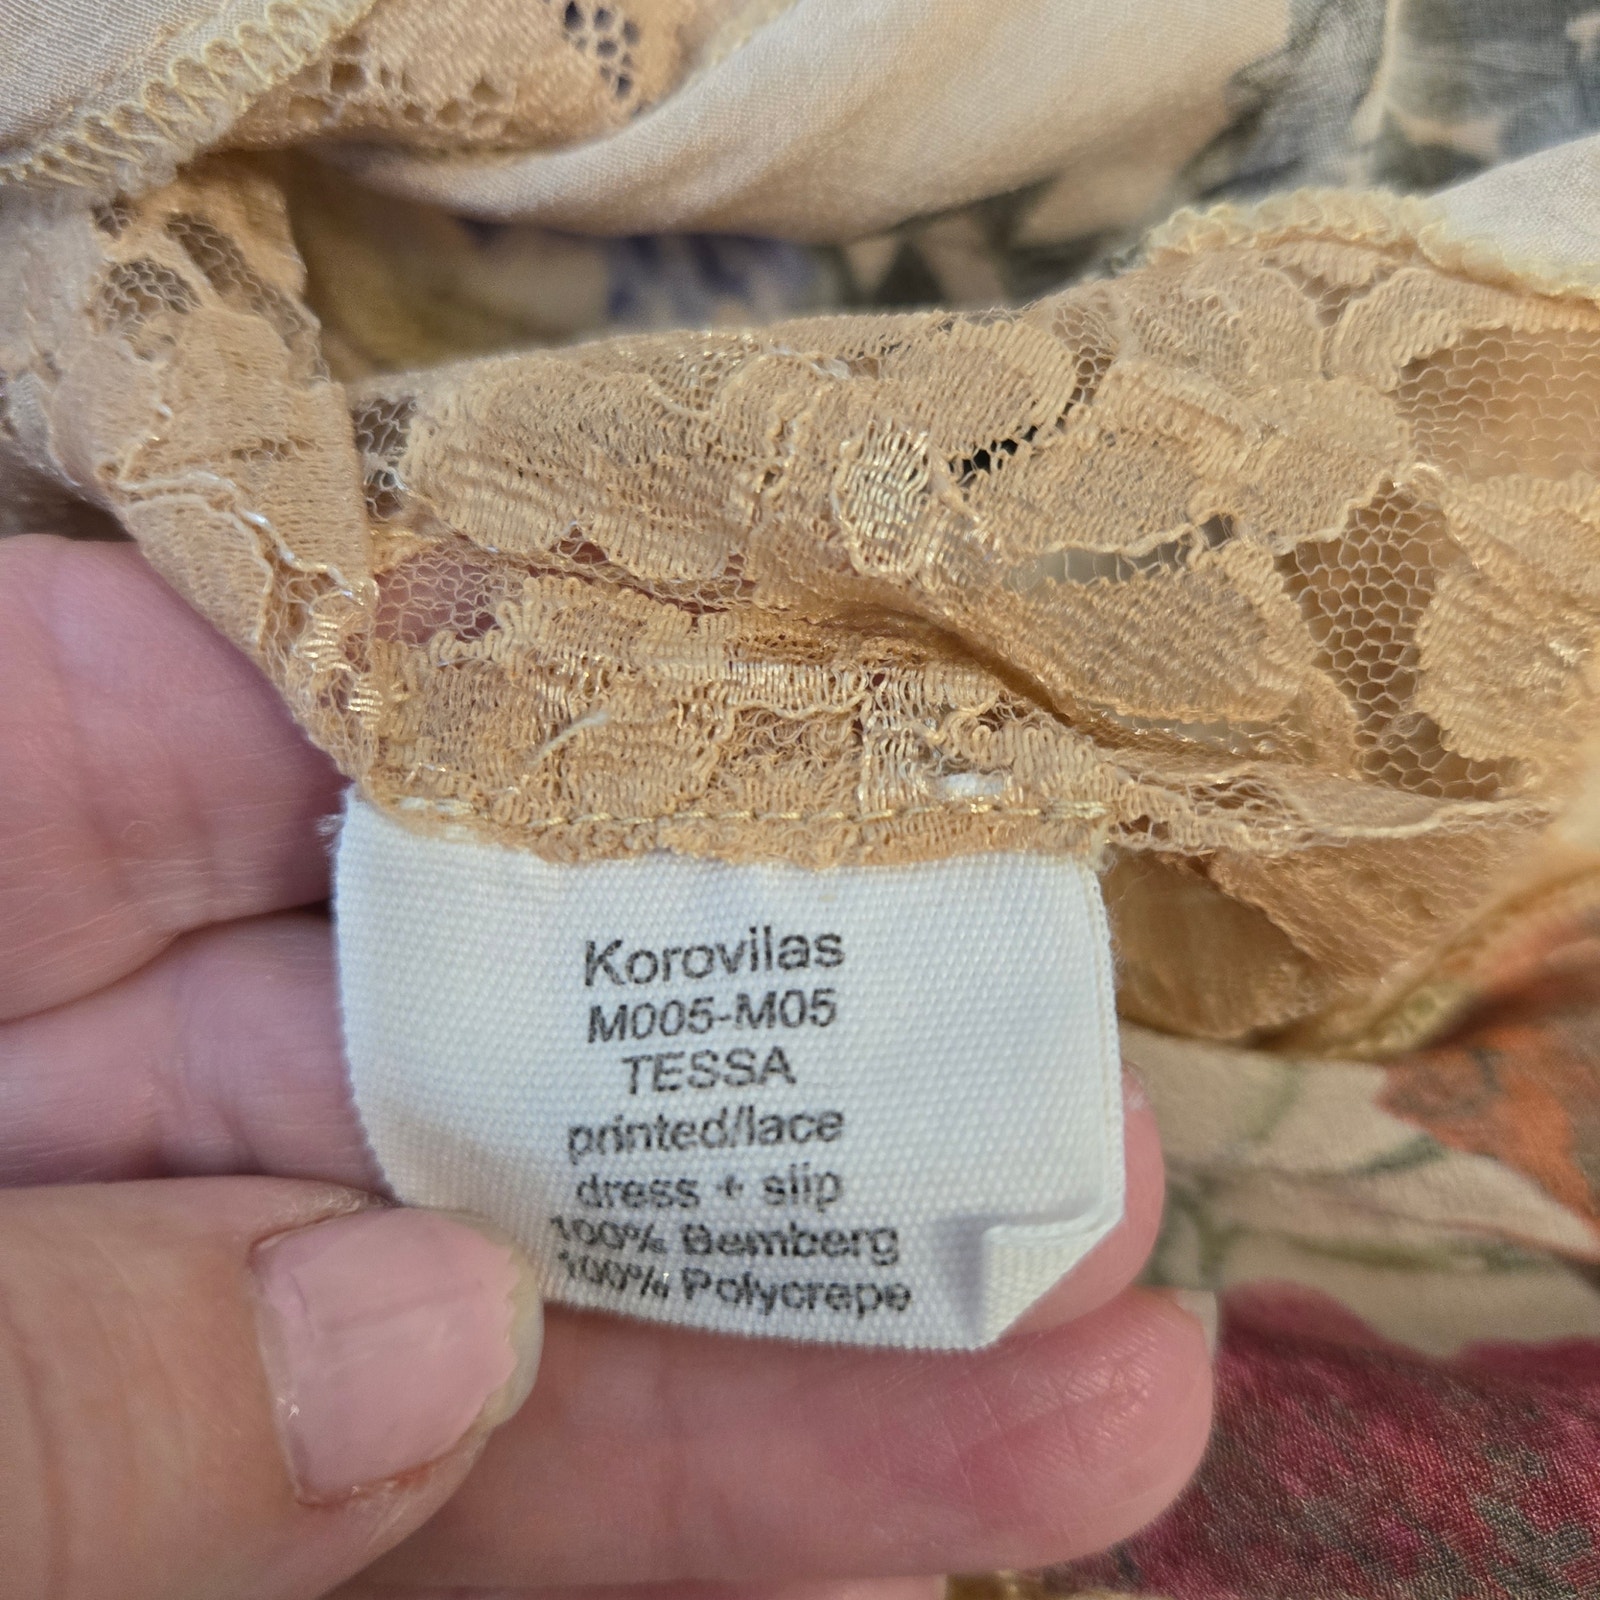 Korovilas
M005-M05
TESSA
printed/lace
dress + slip
100% Bemberg
100% Polycrepe